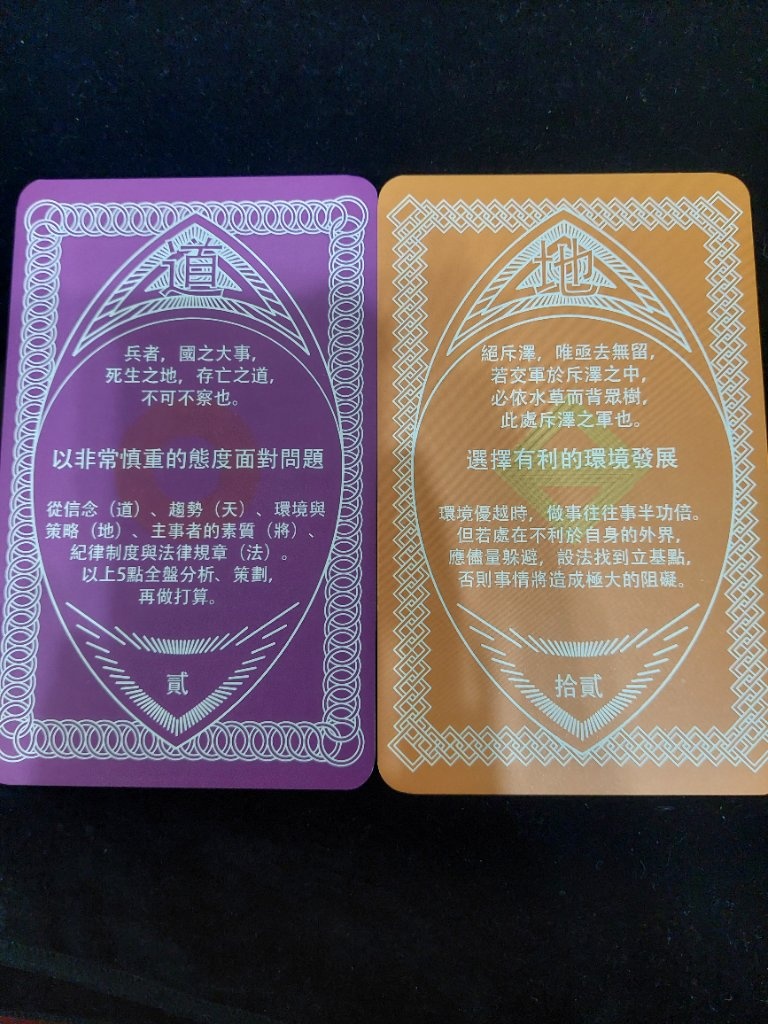 道
兵者，國之大事，
死生之地，存亡之道，
不可不察也。
以非常慎重的態度面對問題
從信念（道）、趨勢（天）、環境與
策略（地）、主事者的素質（將）、
紀律制度與法律規章（法）。
以上5點全盤分析、策劃，
再做打算。
貳
地
絕斥澤，唯亟去無留，
若交軍於斥澤之中，
必依水草而背眾樹，
此處斥澤之軍也。
選擇有利的環境發展
環境優越時，做事往往事半功倍。
但若處在不利於自身的外界，
應儘量躲避，設法找到立基點，
否則事情將造成極大的阻礙。
拾貳